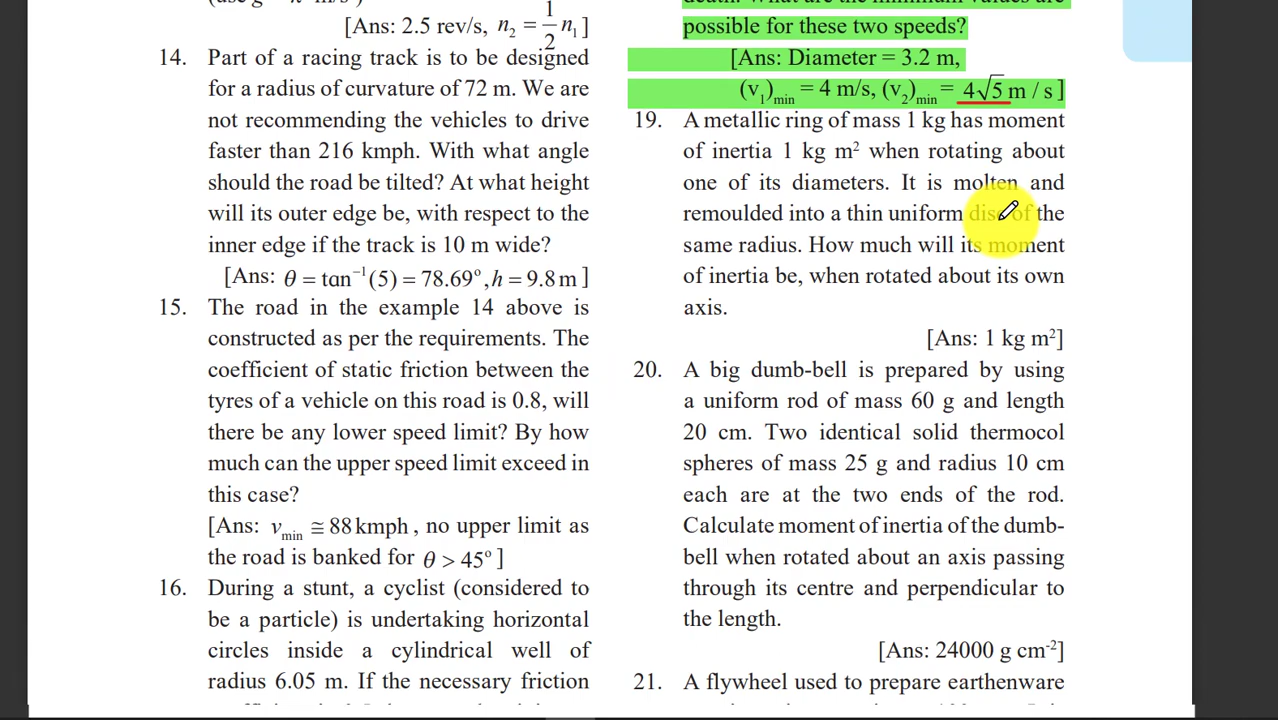 [Ans: 2.5 rev/s, n₂ = 1/2 n₁]
14. Part of a racing track is to be designed
for a radius of curvature of 72 m. We are
not recommending the vehicles to drive
faster than 216 kmph. With what angle
should the road be tilted? At what height
will its outer edge be, with respect to the
inner edge if the track is 10 m wide?
[Ans: θ = tan⁻¹(5) = 78.69º, h = 9.8 m]
15. The road in the example 14 above is
constructed as per the requirements. The
coefficient of static friction between the
tyres of a vehicle on this road is 0.8, will
there be any lower speed limit? By how
much can the upper speed limit exceed in
this case?
[Ans: v_min ≅ 88 kmph, no upper limit as
the road is banked for θ > 45º]
16. During a stunt, a cyclist (considered to
be a particle) is undertaking horizontal
circles inside a cylindrical well of
radius 6.05 m. If the necessary friction
possible for these two speeds?
[Ans: Diameter = 3.2 m,
(v₁)min = 4 m/s, (v₂)min = 4√5 m / s]
19. A metallic ring of mass 1 kg has moment
of inertia 1 kg m² when rotating about
one of its diameters. It is molten and
remoulded into a thin uniform disc of the
same radius. How much will its moment
of inertia be, when rotated about its own
axis.
[Ans: 1 kg m²]
20. A big dumb-bell is prepared by using
a uniform rod of mass 60 g and length
20 cm. Two identical solid thermocol
spheres of mass 25 g and radius 10 cm
each are at the two ends of the rod.
Calculate moment of inertia of the dumb-
bell when rotated about an axis passing
through its centre and perpendicular to
the length.
[Ans: 24000 g cm⁻²]
21. A flywheel used to prepare earthenware